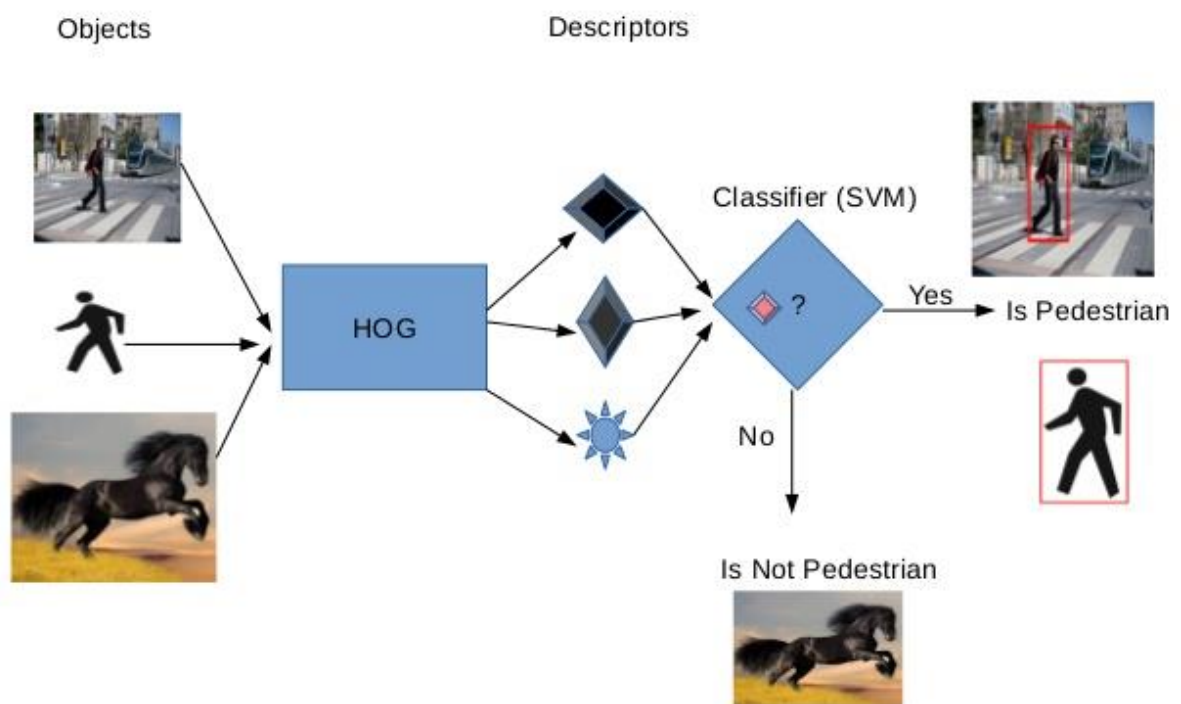 Objects
Descriptors
Classifier (SVM)
HOG
?
Yes
Is Pedestrian
No
Is Not Pedestrian